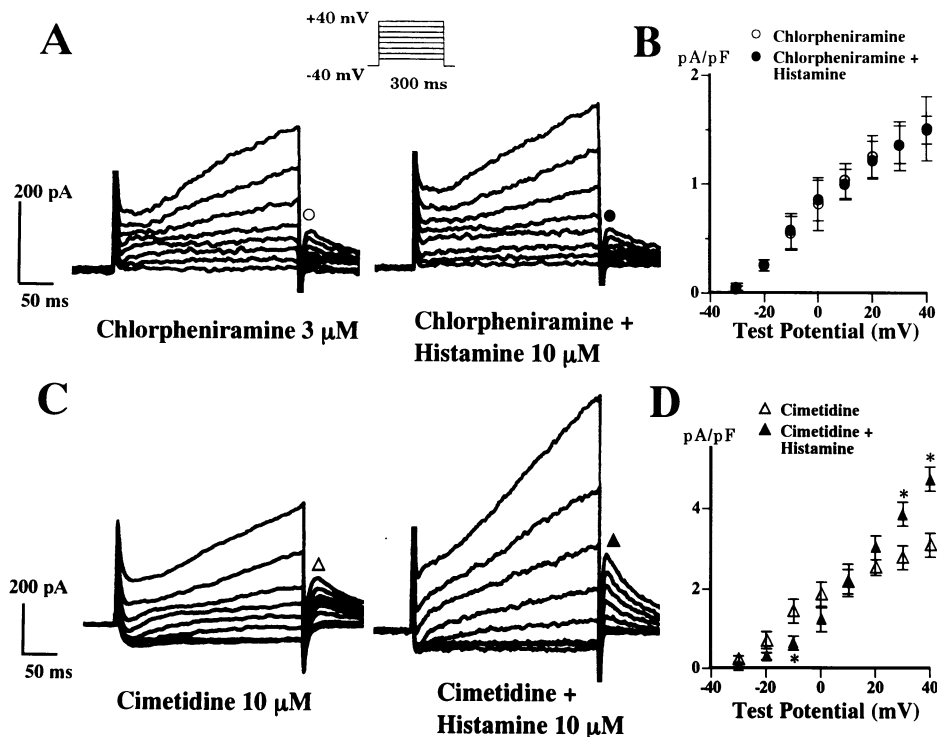 A
+40 mV
-40 mV
300 ms
200 pA
50 ms
Chlorpheniramine 3 µM
Chlorpheniramine +
Histamine 10 µM
B
Chlorpheniramine
Chlorpheniramine +
Histamine
pA/pF
2
1
0
-40 -20 0 20 40
Test Potential (mV)
C
200 pA
50 ms
Cimetidine 10 µM
Cimetidine +
Histamine 10 µM
D
Cimetidine
Cimetidine +
Histamine
pA/pF
4
2
0
* * *
-40 -20 0 20 40
Test Potential (mV)